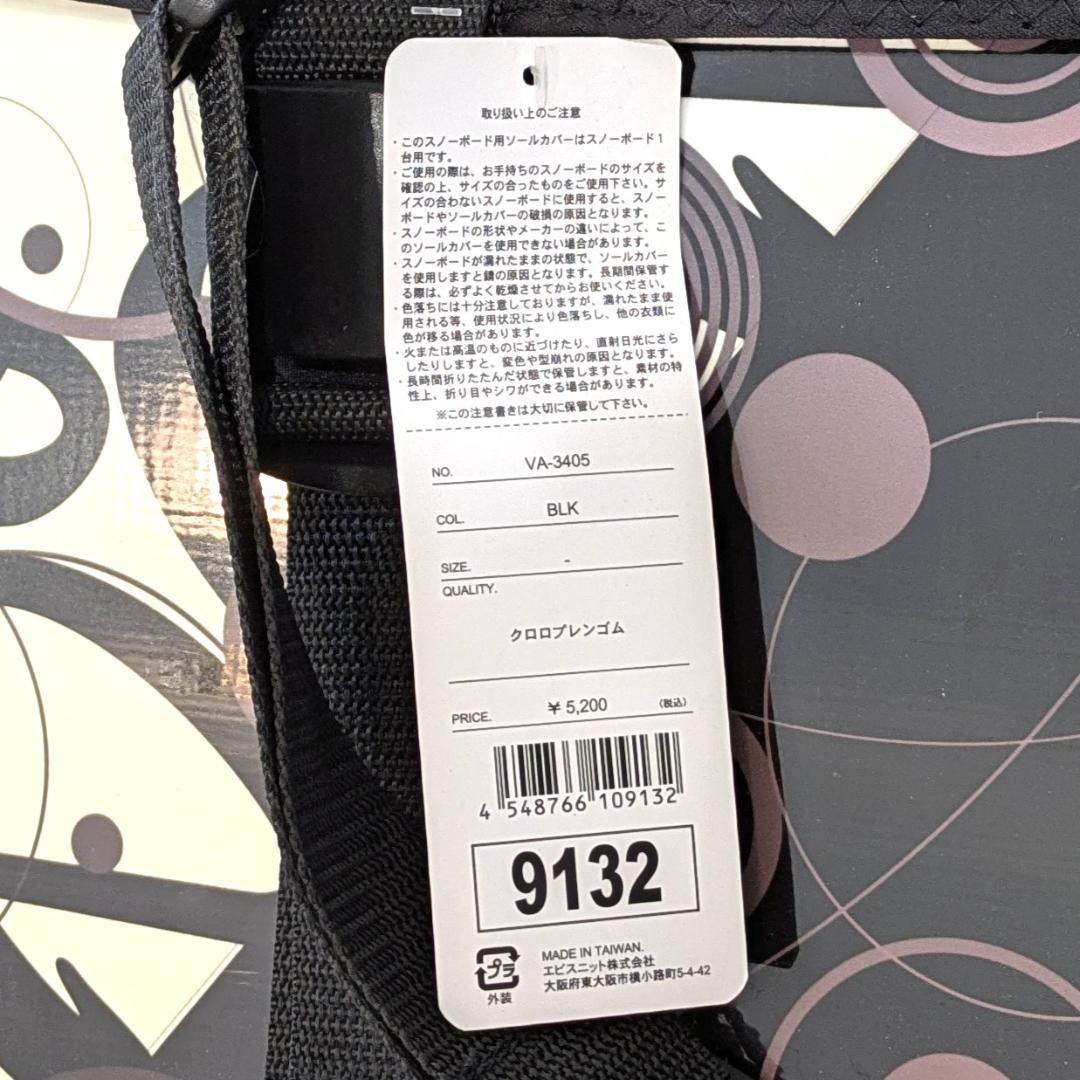 取り扱い上のご注意
・このスノーボード用ソールカバーはスノーボード1
台用です。
・ご使用の際は、お手持ちのスノーボードのサイズを
確認の上、サイズの合ったものをご使用下さい。サ
イズの合わないスノーボードに使用すると、スノー
ボードやソールカバーの破損の原因となります。
・スノーボードの形状やメーカーの違いによって、こ
のソールカバーを使用できない場合があります。
・スノーボードが濡れたままの状態で、ソールカバー
を使用しますと錆の原因となります。長期間保管す
る際は、必ずよく乾燥させてからお使いください。
・色落ちには十分注意しておりますが、濡れたまま使
用される等、使用状況により色落ちし、他の衣類に
色が移る場合があります。
・火または高温のものに近づけたり、直射日光にさら
したりしますと、変色や型崩れの原因となります。
・長時間折りたたんだ状態で保管しますと、素材の特
性上、折り目やシワができる場合があります。
※この注意書きは大切に保管して下さい。
NO. VA-3405
COL. BLK
SIZE. -
QUALITY.
クロロプレンゴム
PRICE. ¥5,200 (税込)
4 548766 109132
9132
プラ
外装
MADE IN TAIWAN.
エビスニット株式会社
大阪府東大阪市横小路町5-4-42